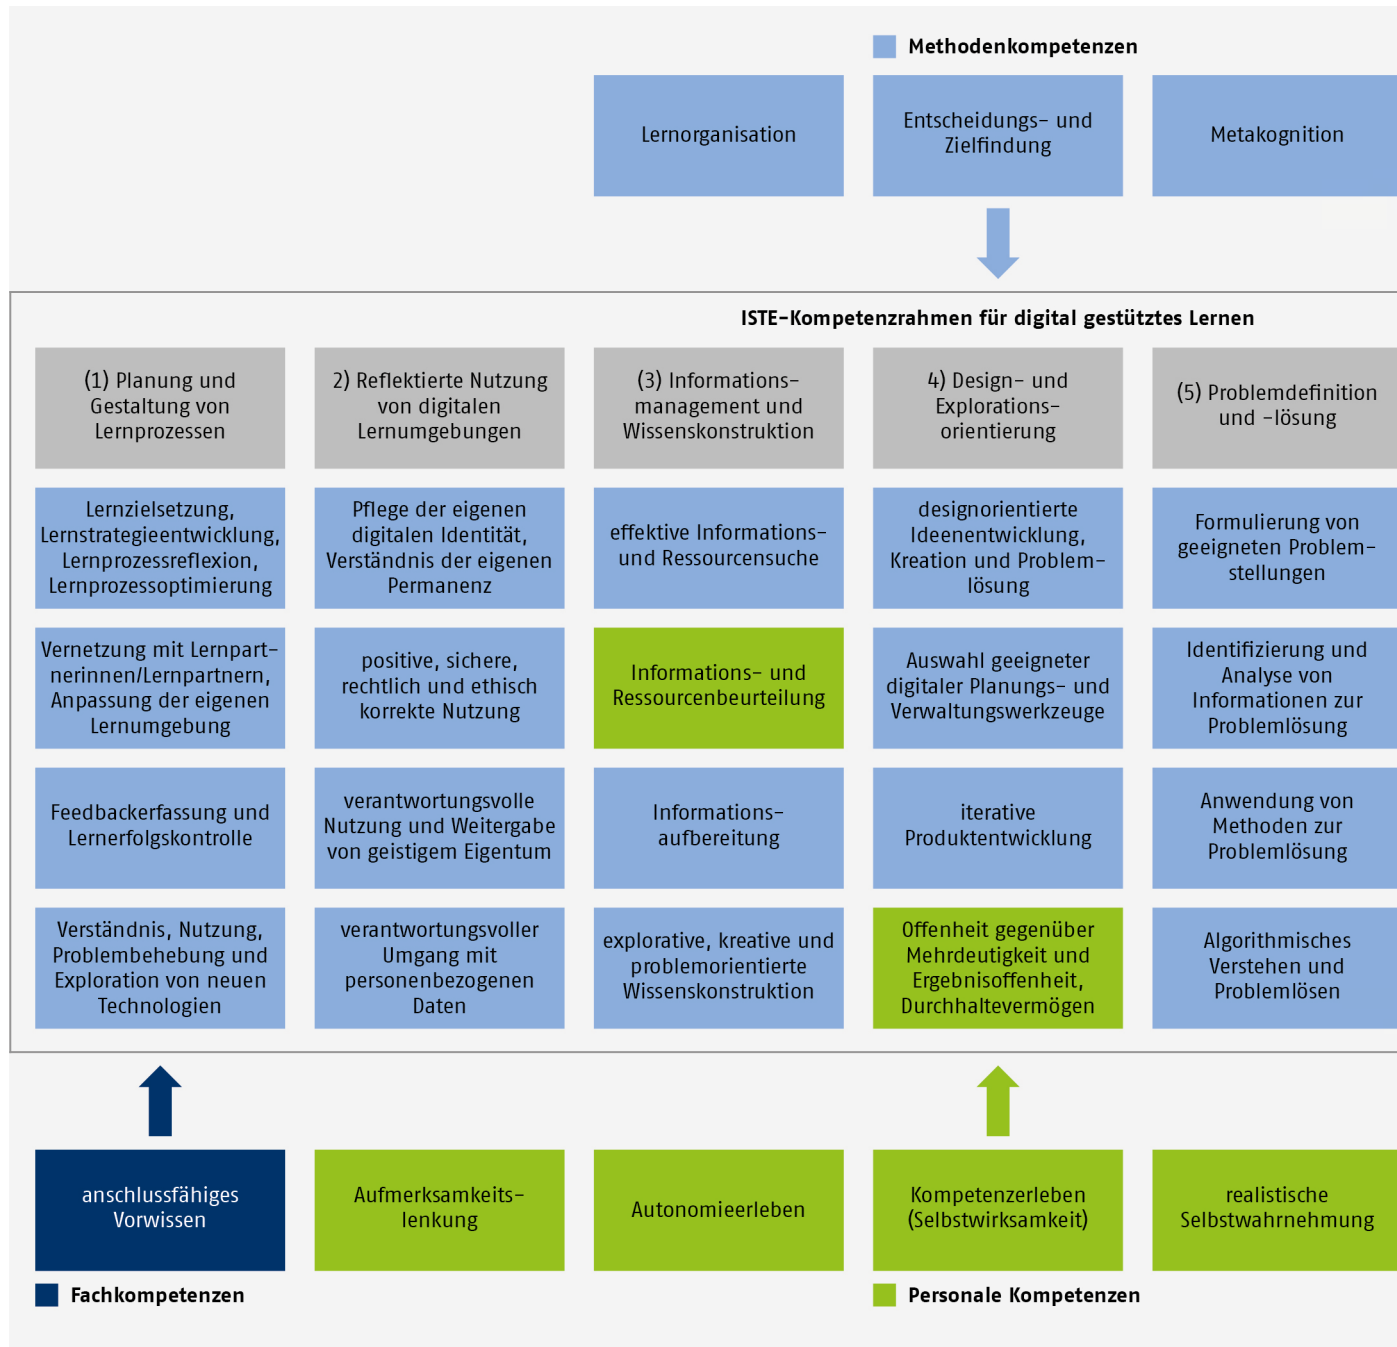 Methodenkompetenzen
Lernorganisation
Entscheidungs- und
Zielfindung
Metakognition
ISTE-Kompetenzrahmen für digital gestütztes Lernen
(1) Planung und
Gestaltung von
Lernprozessen
2) Reflektierte Nutzung
von digitalen
Lernumgebungen
(3) Informations-
management und
Wissenskonstruktion
4) Design- und
Explorations-
orientierung
(5) Problemdefinition
und -lösung
Lernzielsetzung,
Lernstrategieentwicklung,
Lernprozessreflexion,
Lernprozessoptimierung
Pflege der eigenen
digitalen Identität,
Verständnis der eigenen
Permanenz
effektive Informations-
und Ressourcensuche
designorientierte
Ideenentwicklung,
Kreation und Problem-
lösung
Formulierung von
geeigneten Problem-
stellungen
Vernetzung mit Lernpart-
nerinnen/Lernpartnern,
Anpassung der eigenen
Lernumgebung
positive, sichere,
rechtlich und ethisch
korrekte Nutzung
Informations- und
Ressourcenbeurteilung
Auswahl geeigneter
digitaler Planungs- und
Verwaltungswerkzeuge
Identifizierung und
Analyse von
Informationen zur
Problemlösung
Feedbackerfassung und
Lernerfolgskontrolle
verantwortungsvolle
Nutzung und Weitergabe
von geistigem Eigentum
Informations-
aufbereitung
iterative
Produktentwicklung
Anwendung von
Methoden zur
Problemlösung
Verständnis, Nutzung,
Problembehebung und
Exploration von neuen
Technologien
verantwortungsvoller
Umgang mit
personenbezogenen
Daten
explorative, kreative und
problemorientierte
Wissenskonstruktion
Offenheit gegenüber
Mehrdeutigkeit und
Ergebnisoffenheit,
Durchhaltevermögen
Algorithmisches
Verstehen und
Problemlösen
anschlussfähiges
Vorwissen
Aufmerksamkeits-
lenkung
Autonomieerleben
Kompetenzerleben
(Selbstwirksamkeit)
realistische
Selbstwahrnehmung
Fachkompetenzen
Personale Kompetenzen